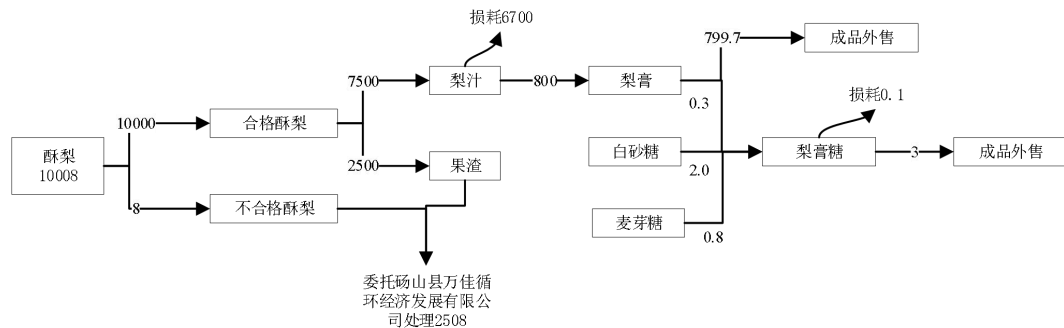 损耗6700
799.7
成品外售
7500
梨汁
800
梨膏
0.3
损耗0.1
10000
合格酥梨
酥梨
10008
2500
果渣
白砂糖
2.0
梨膏糖
3
成品外售
8
不合格酥梨
麦芽糖
0.8
委托砀山县万佳循
环经济发展有限公
司处理2508